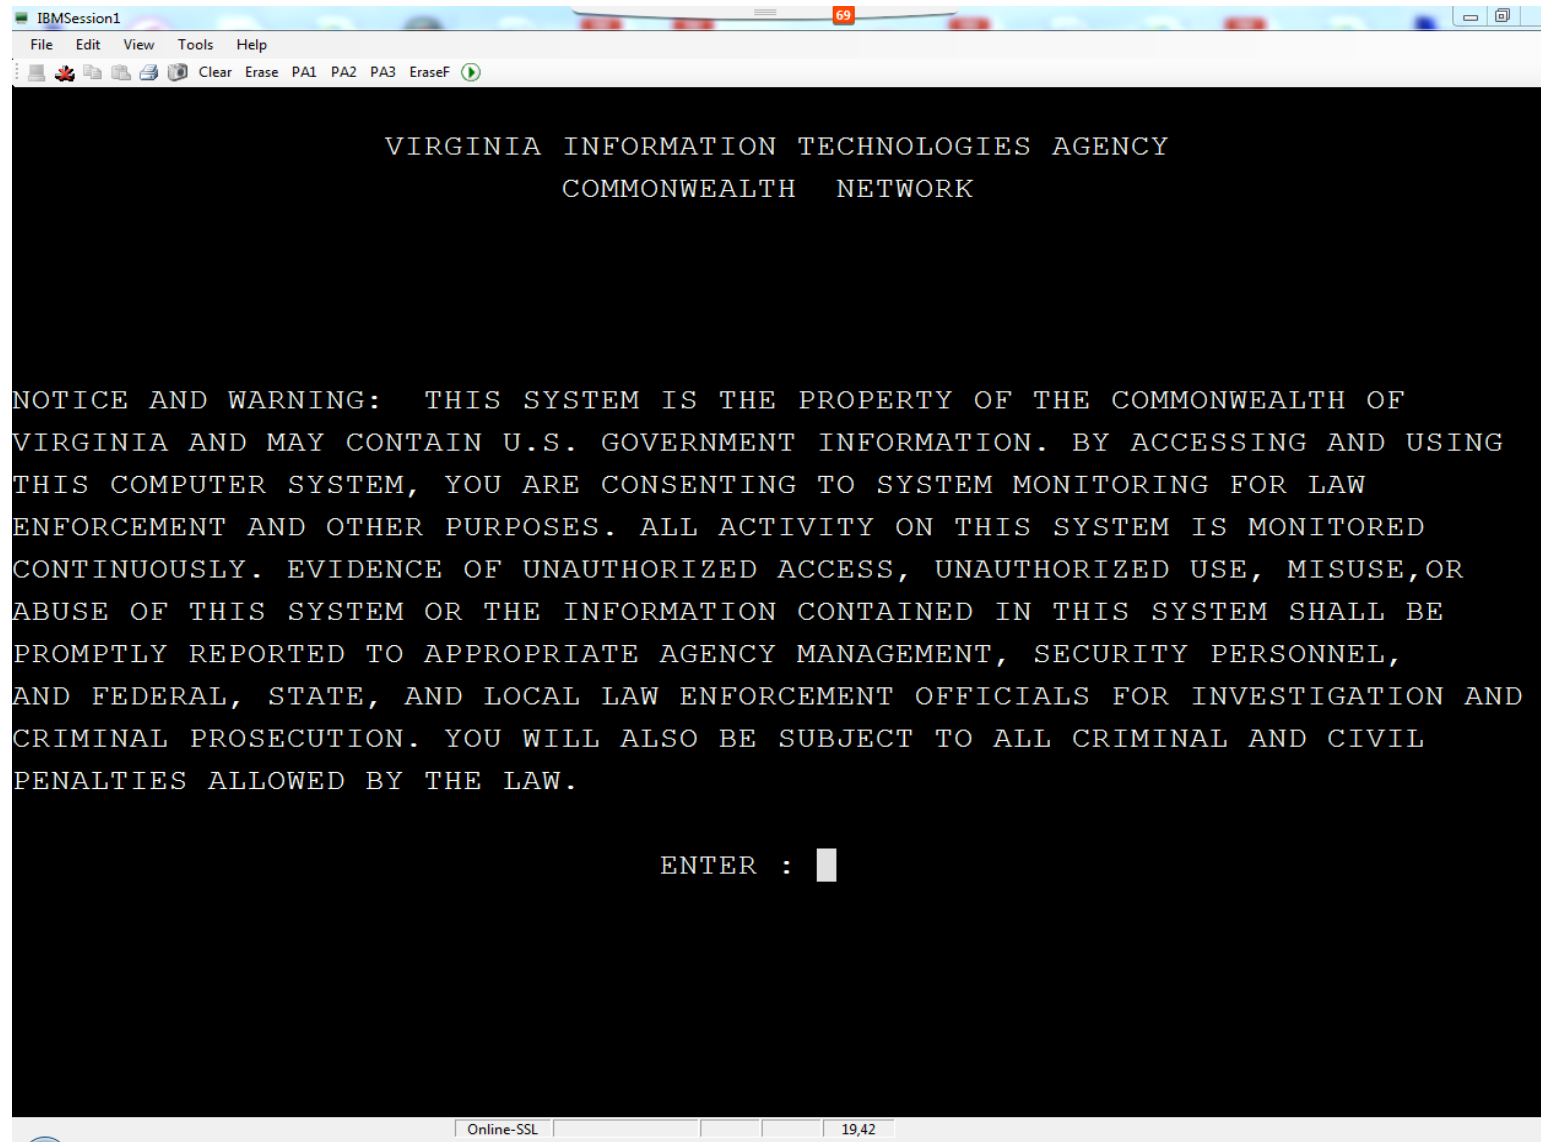 IBMSession1
69
File Edit View Tools Help
Clear Erase PA1 PA2 PA3 EraseF
VIRGINIA INFORMATION TECHNOLOGIES AGENCY
COMMONWEALTH NETWORK
NOTICE AND WARNING: THIS SYSTEM IS THE PROPERTY OF THE COMMONWEALTH OF
VIRGINIA AND MAY CONTAIN U.S. GOVERNMENT INFORMATION. BY ACCESSING AND USING
THIS COMPUTER SYSTEM, YOU ARE CONSENTING TO SYSTEM MONITORING FOR LAW
ENFORCEMENT AND OTHER PURPOSES. ALL ACTIVITY ON THIS SYSTEM IS MONITORED
CONTINUOUSLY. EVIDENCE OF UNAUTHORIZED ACCESS, UNAUTHORIZED USE, MISUSE,OR
ABUSE OF THIS SYSTEM OR THE INFORMATION CONTAINED IN THIS SYSTEM SHALL BE
PROMPTLY REPORTED TO APPROPRIATE AGENCY MANAGEMENT, SECURITY PERSONNEL,
AND FEDERAL, STATE, AND LOCAL LAW ENFORCEMENT OFFICIALS FOR INVESTIGATION AND
CRIMINAL PROSECUTION. YOU WILL ALSO BE SUBJECT TO ALL CRIMINAL AND CIVIL
PENALTIES ALLOWED BY THE LAW.
ENTER :
Online-SSL 19,42